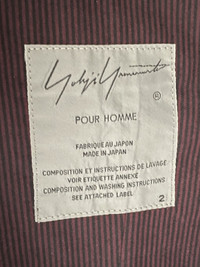 Yohji Yamamoto
®
POUR HOMME
FABRIQUE AU JAPON
MADE IN JAPAN
COMPOSITION ET INSTRUCTIONS DE LAVAGE
VOIR ETIQUETTE ANNEXÉ
COMPOSITION AND WASHING INSTRUCTIONS
SEE ATTACHED LABEL
2